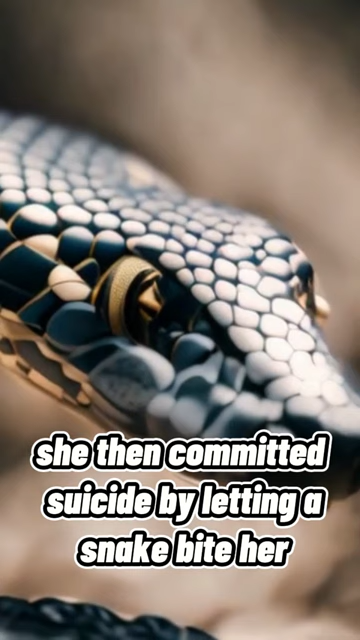 she then committed
suicide by letting a
snake bite her